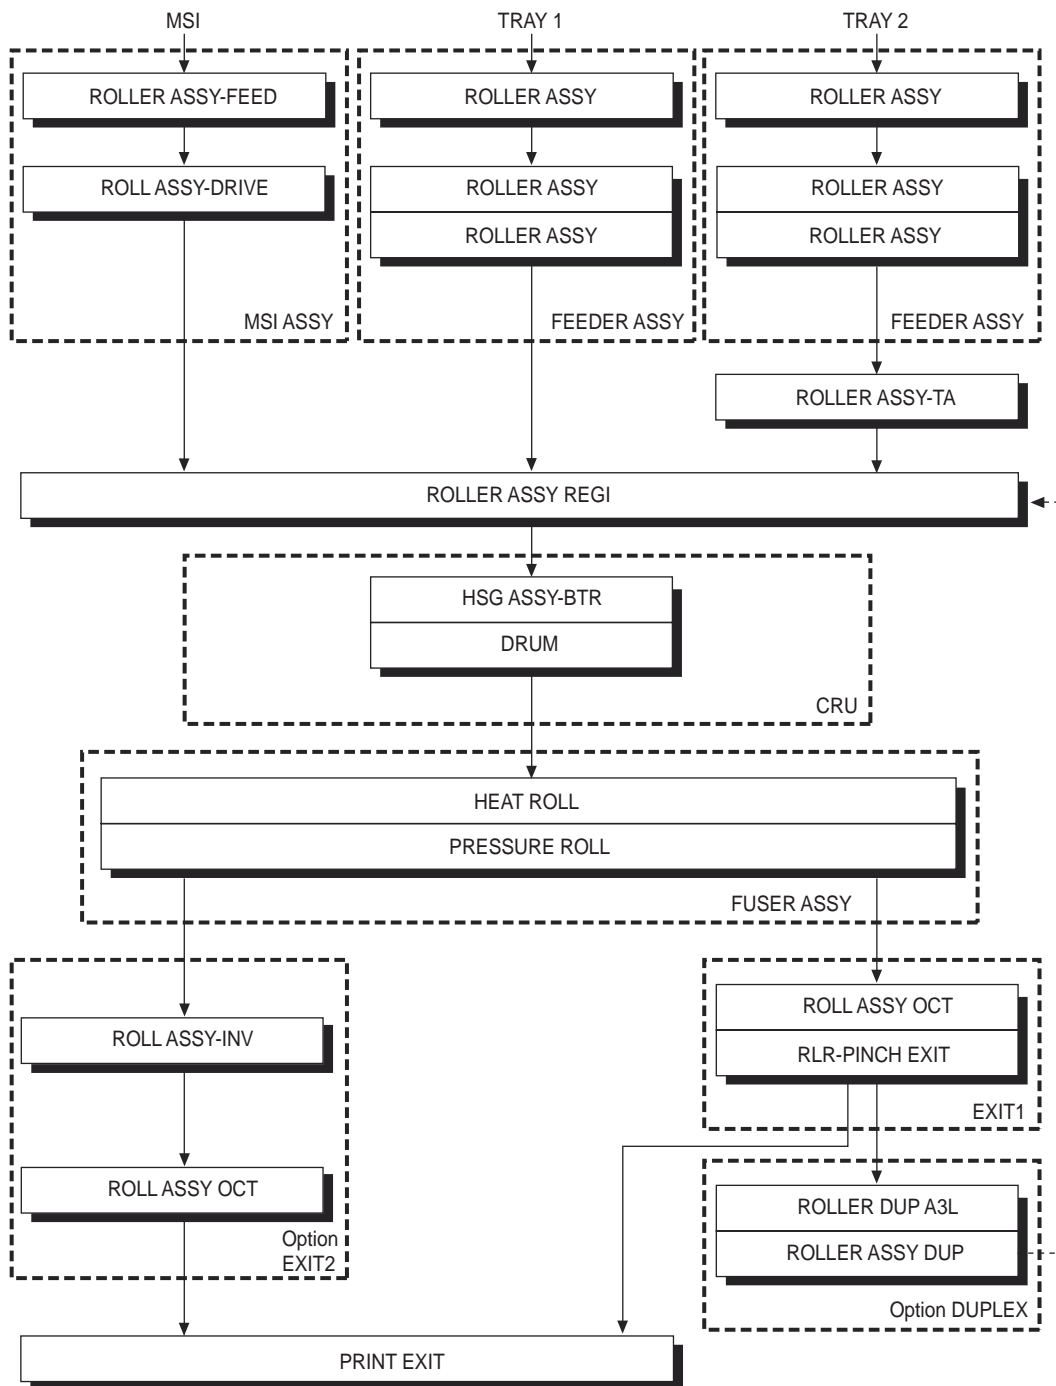 MSI
TRAY 1
TRAY 2
ROLLER ASSY-FEED
ROLLER ASSY
ROLLER ASSY
ROLL ASSY-DRIVE
ROLLER ASSY
ROLLER ASSY
ROLLER ASSY
ROLLER ASSY
MSI ASSY
FEEDER ASSY
FEEDER ASSY
ROLLER ASSY-TA
ROLLER ASSY REGI
HSG ASSY-BTR
DRUM
CRU
HEAT ROLL
PRESSURE ROLL
FUSER ASSY
ROLL ASSY-INV
ROLL ASSY OCT
RLR-PINCH EXIT
EXIT1
ROLL ASSY OCT
Option
EXIT2
ROLLER DUP A3L
ROLLER ASSY DUP
Option DUPLEX
PRINT EXIT